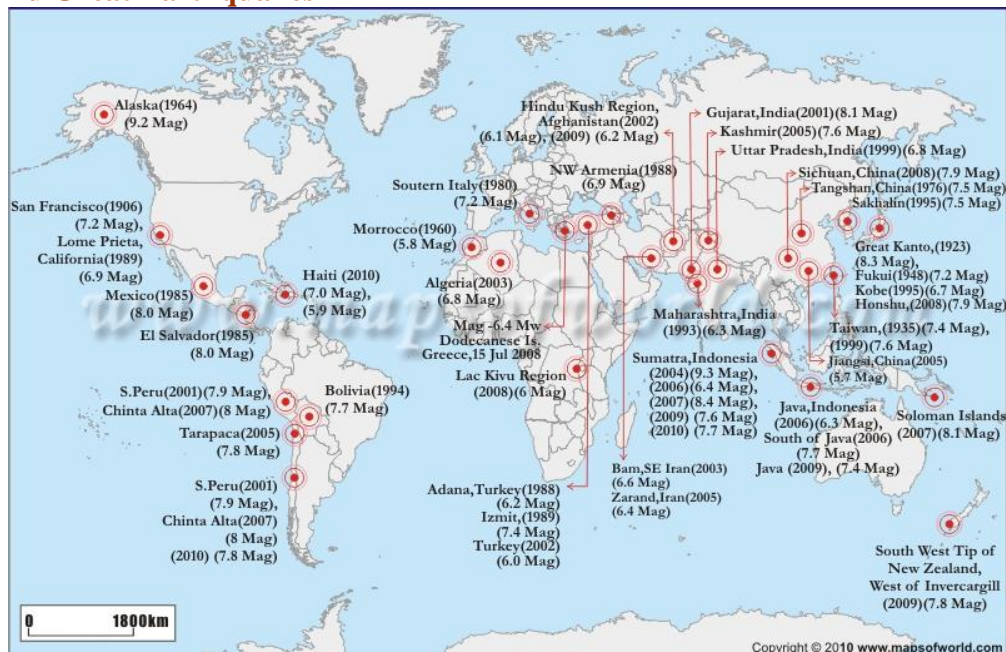 Alaska(1964)
(9.2 Mag)
San Francisco(1906)
(7.2 Mag),
Lome Prieta,
California(1989)
(6.9 Mag)
Mexico(1985)
(8.0 Mag)
El Salvador(1985)
(8.0 Mag)
Haiti (2010)
(7.0 Mag),
(5.9 Mag)
S.Peru(2001)(7.9 Mag),
Chinta Alta(2007)(8 Mag)
Bolivia(1994)
(7.7 Mag)
Tarapaca(2005)
(7.8 Mag)
S.Peru(2001)
(7.9 Mag),
Chinta Alta(2007)
(8 Mag)
(2010) (7.8 Mag)
Hindu Kush Region,
Afghanistan(2002)
(6.1 Mag), (2009) (6.2 Mag)
NW Armenia(1988)
(6.9 Mag)
Soutern Italy(1980)
(7.2 Mag)
Morrocco(1960)
(5.8 Mag)
Algeria(2003)
(6.8 Mag)
Mag -6.4 Mw
Dodecanese Is.
Greece,15 Jul 2008
Lac Kivu Region
(2008)(6 Mag)
Adana,Turkey(1988)
(6.2 Mag)
Izmit,(1989)
(7.4 Mag)
Turkey(2002)
(6.0 Mag)
Bam,SE Iran(2003)
(6.6 Mag)
Zarand,Iran(2005)
(6.4 Mag)
Gujarat,India(2001)(8.1 Mag)
Kashmir(2005)(7.6 Mag)
Uttar Pradesh,India(1999)(6.8 Mag)
Sichuan,China(2008)(7.9 Mag)
Tangshan,China(1976)(7.5 Mag)
Sakhalin(1995)(7.5 Mag)
Great Kanto,(1923)
(8.3 Mag),
Fukui(1948)(7.2 Mag)
Kobe(1995)(6.7 Mag)
Honshu,(2008)(7.9 Mag)
Taiwan,(1935)(7.4 Mag),
(1999)(7.6 Mag)
Jiangsi,China(2005)
(5.7 Mag)
Maharashtra,India
(1993)(6.3 Mag)
Sumatra,Indonesia
(2004)(9.3 Mag),
(2006)(6.4 Mag),
(2007)(8.4 Mag),
(2009) (7.6 Mag)
(2010) (7.7 Mag)
Java,Indonesia
(2006)(6.3 Mag),
South of Java(2006)
(7.7 Mag)
Java (2009), (7.4 Mag)
Soloman Islands
(2007)(8.1 Mag)
South West Tip of
New Zealand,
West of Invercargill
(2009)(7.8 Mag)
www.mapsofworld.com
0 1800km
Copyright © 2010 www.mapsofworld.com